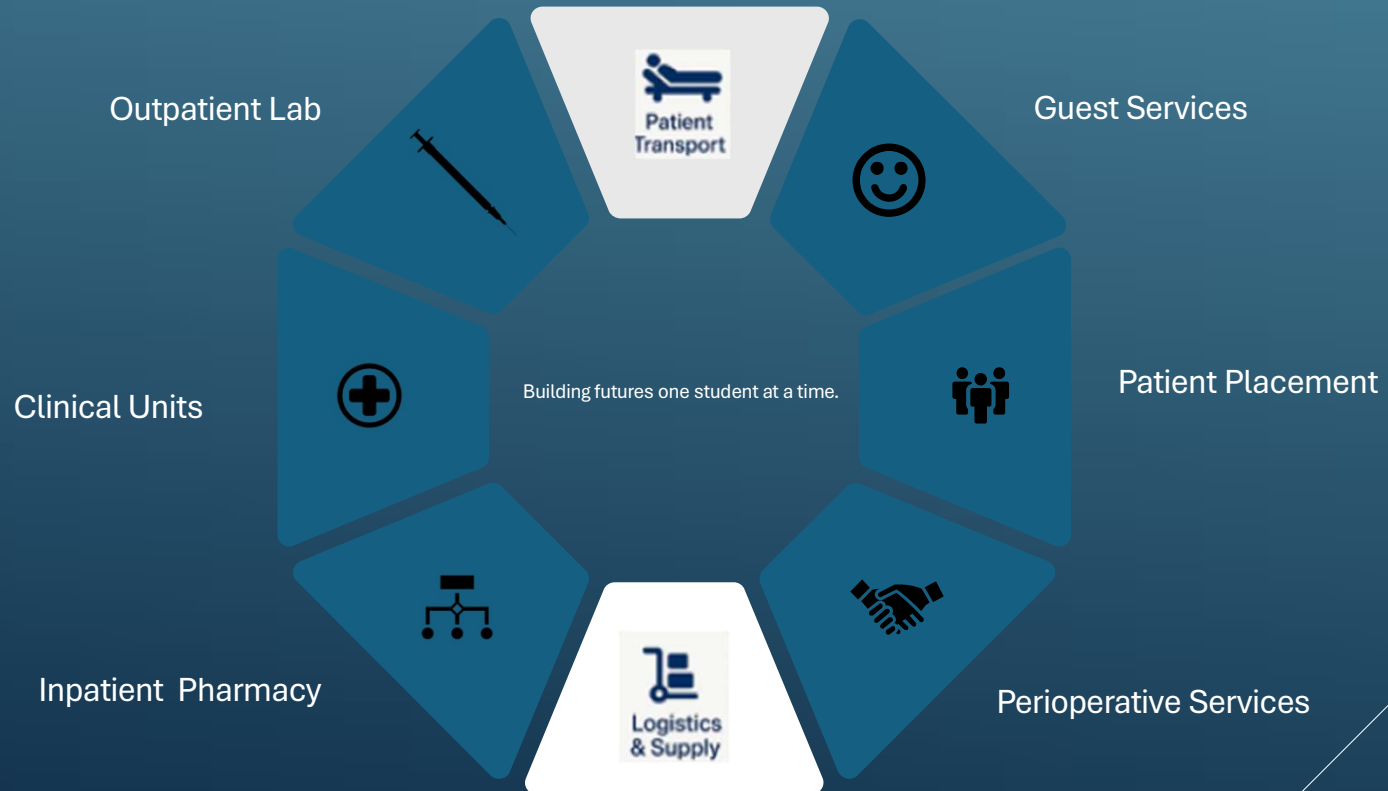 Patient
Transport
Outpatient Lab
Guest Services
Clinical Units
Building futures one student at a time.
Patient Placement
Inpatient  Pharmacy
Logistics
& Supply
Perioperative Services